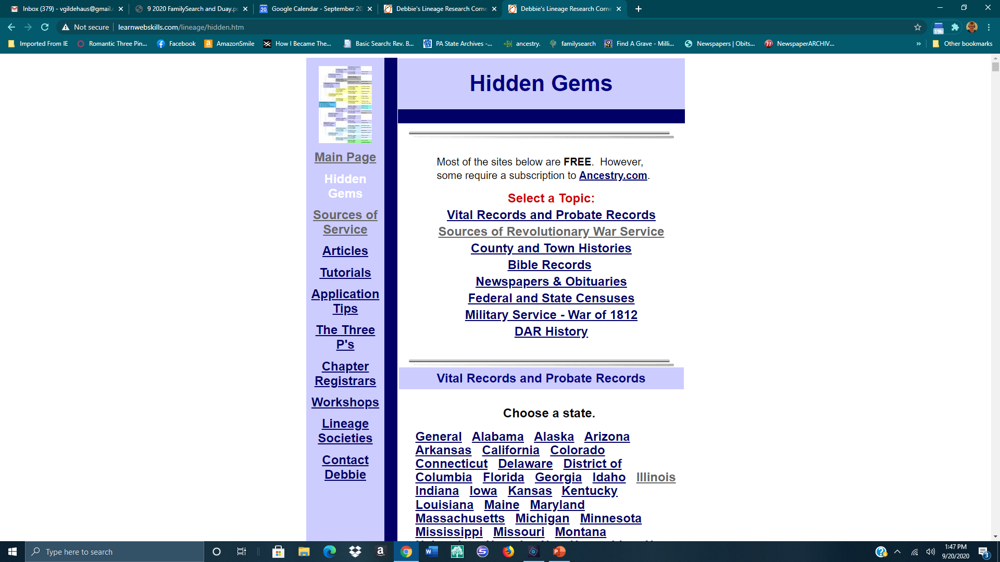 Inbox (379) - vgildehaus@gmail.c
9 2020 FamilySearch and Duay.pc
20
Google Calendar - September 20
Debbie's Lineage Research Corne
Debbie's Lineage Research Corne
Not secure
learnwebskills.com/lineage/hidden.htm
19h
Imported From IE
Romantic Three Pin...
Facebook
AmazonSmile
How I Became The...
Basic Search: Rev. B...
PA State Archives -...
ancestry.
familysearch
Find A Grave - Milli...
Newspapers | Obits...
NewspaperARCHIV...
»
Other bookmarks
Main Page
Hidden
Gems
Sources of
Service
Articles
Tutorials
Application
Tips
The Three
P's
Chapter
Registrars
Workshops
Lineage
Societies
Contact
Debbie
Hidden Gems
Most of the sites below are FREE. However,
some require a subscription to Ancestry.com.
Select a Topic:
Vital Records and Probate Records
Sources of Revolutionary War Service
County and Town Histories
Bible Records
Newspapers & Obituaries
Federal and State Censuses
Military Service - War of 1812
DAR History
Vital Records and Probate Records
Choose a state.
General Alabama Alaska Arizona
Arkansas California Colorado
Connecticut Delaware District of
Columbia Florida Georgia Idaho Illinois
Indiana Iowa Kansas Kentucky
Louisiana Maine Maryland
Massachusetts Michigan Minnesota
Mississippi Missouri Montana
Type here to search
1:47 PM
9/20/2020
3